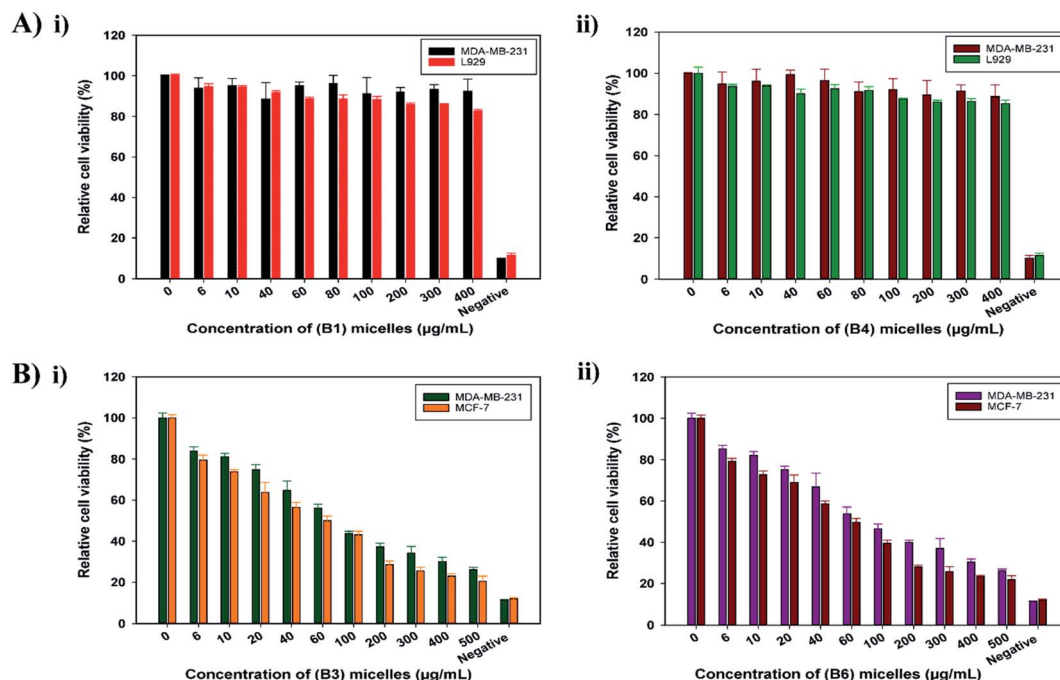 A) i)
Relative cell viability (%)
120
100
80
60
40
20
0
MDA-MB-231
L929
0 6 10 40 60 80 100 200 300 400 Negative
Concentration of (B1) micelles (µg/mL)
ii)
Relative cell viability (%)
120
100
80
60
40
20
0
MDA-MB-231
L929
0 6 10 40 60 80 100 200 300 400 Negative
Concentration of (B4) micelles (µg/mL)
B) i)
Relative cell viability (%)
120
100
80
60
40
20
0
MDA-MB-231
MCF-7
0 6 10 20 40 60 100 200 300 400 500 Negative
Concentration of (B3) micelles (µg/mL)
ii)
Relative cell viability (%)
120
100
80
60
40
20
0
MDA-MB-231
MCF-7
0 6 10 20 40 60 100 200 300 400 500 Negative
Concentration of (B6) micelles (µg/mL)